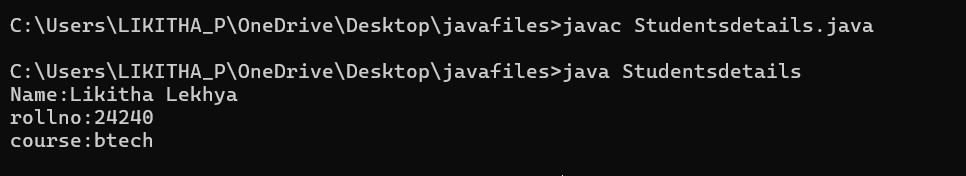 C:\Users\LIKITHA_P\OneDrive\Desktop\javafiles>javac Studentsdetails.java
C:\Users\LIKITHA_P\OneDrive\Desktop\javafiles>java Studentsdetails
Name:Likitha Lekhya
rollno:24240
course:btech